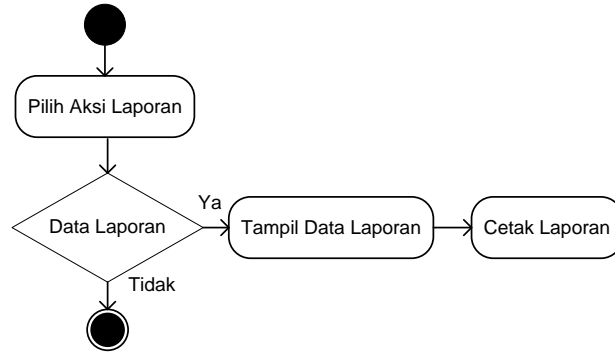 Pilih Aksi Laporan
Ya
Data Laporan
Tampil Data Laporan
Cetak Laporan
Tidak